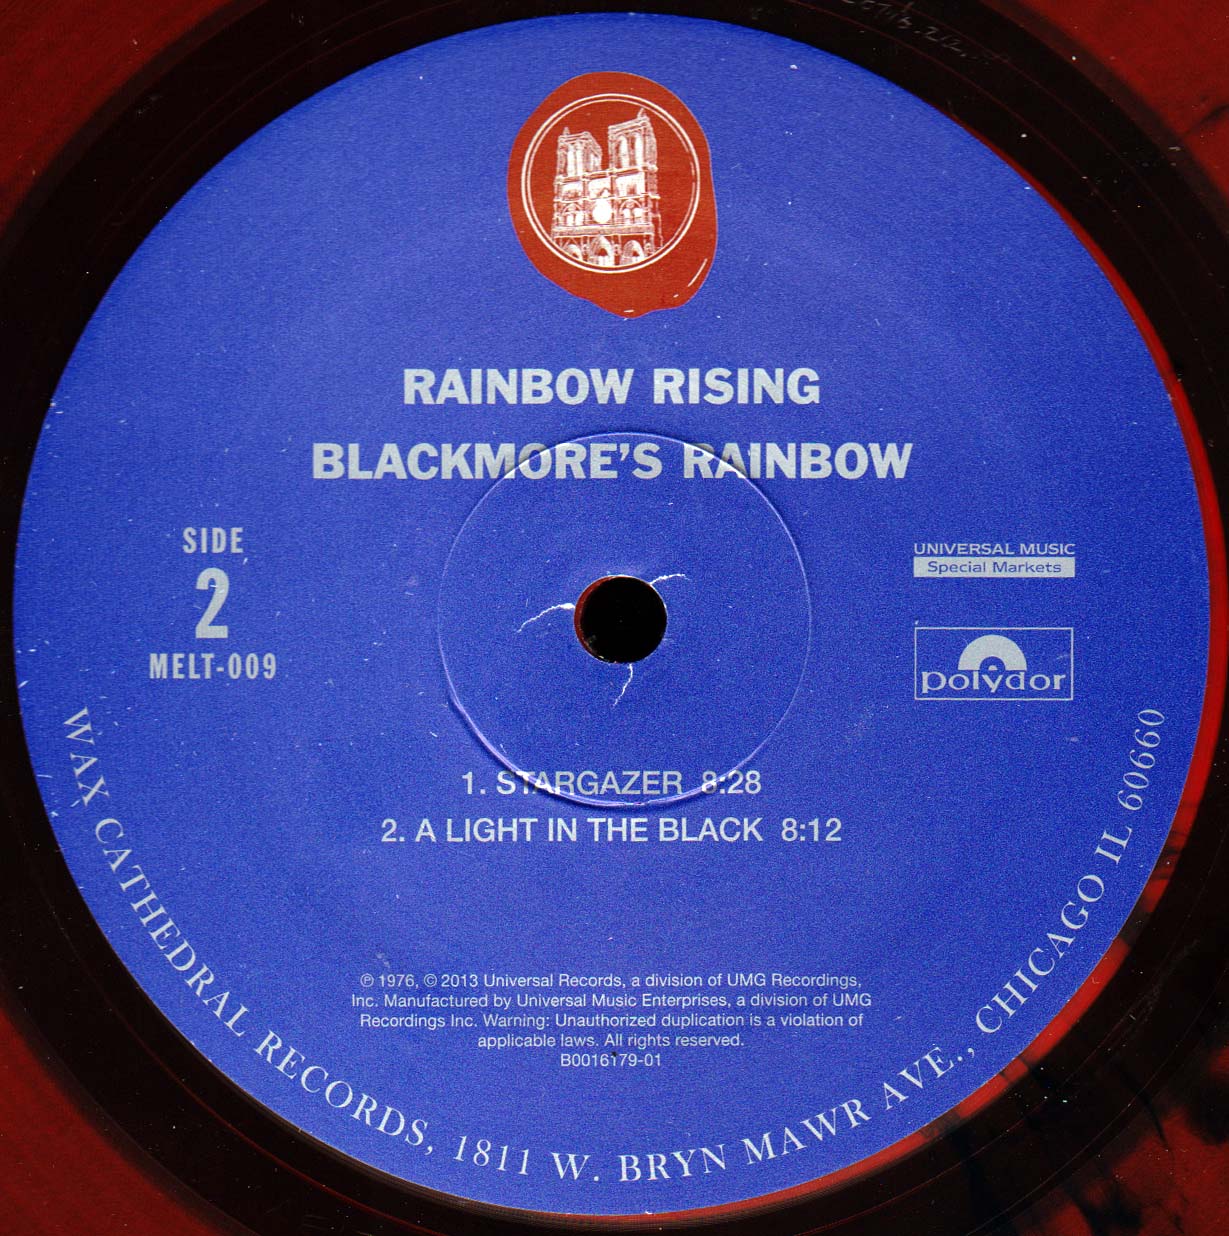 RAINBOW RISING
BLACKMORE'S RAINBOW
SIDE
2
MELT-009
UNIVERSAL MUSIC
Special Markets
polydor
1. STARGAZER 8:28
2. A LIGHT IN THE BLACK 8:12
℗ 1976, © 2013 Universal Records, a division of UMG Recordings,
Inc. Manufactured by Universal Music Enterprises, a division of UMG
Recordings Inc. Warning: Unauthorized duplication is a violation of
applicable laws. All rights reserved.
B0016179-01
WAX CATHEDRAL RECORDS, 1811 W. BRYN MAWR AVE., CHICAGO IL 60660